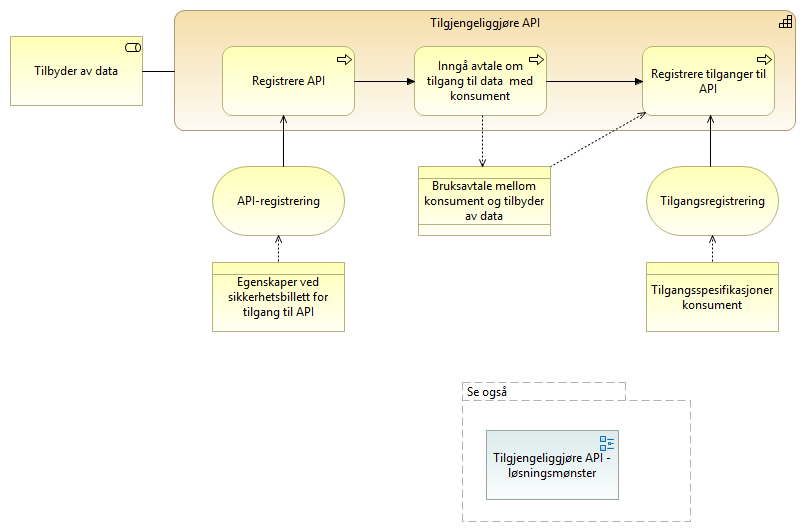 Tilgjengeliggjøre API
Tilbyder av data
Registrere API
Inngå avtale om
tilgang til data  med
konsument
Registrere tilganger til
API
API-registrering
Bruksavtale mellom
konsument og tilbyder
av data
Tilgangsregistrering
Egenskaper ved
sikkerhetsbillett for
tilgang til API
Tilgangsspesifikasjoner
konsument
Se også
Tilgjengeliggjøre API -
løsningsmønster